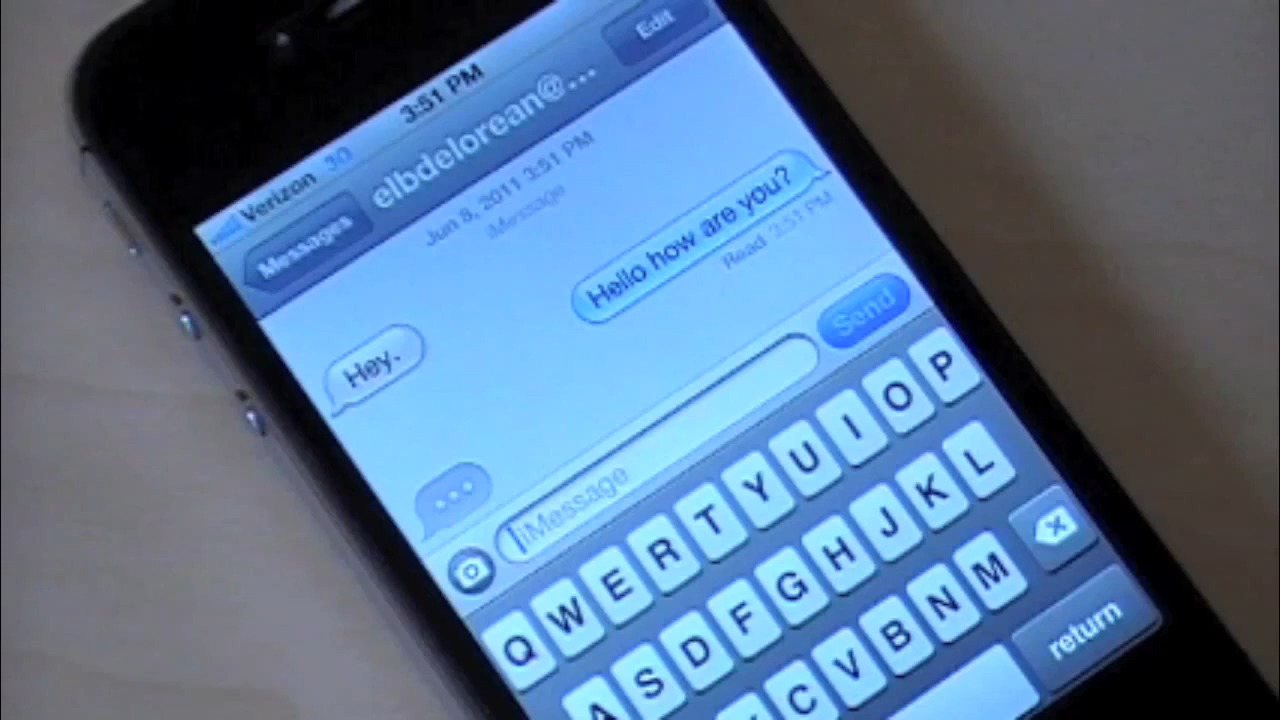 Verizon 3G 3:51 PM
Messages elbdelorean@... Edit
Jun 8, 2011 3:51 PM
iMessage
Hello how are you?
Read 3:51 PM
Hey.
...
iMessage Send
Q W E R T Y U I O P
A S D F G H J K L
X C V B N M
return